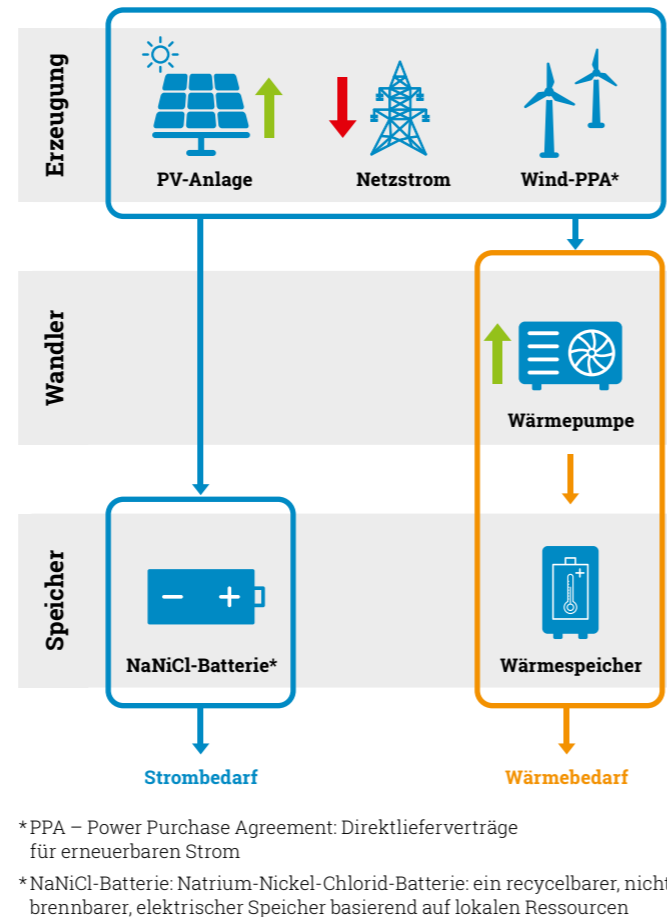 Erzeugung
PV-Anlage
Netzstrom
Wind-PPA*
Wandler
Wärmepumpe
Speicher
NaNiCl-Batterie*
Wärmespeicher
Strombedarf
Wärmebedarf
*PPA – Power Purchase Agreement: Direktlieferverträge
für erneuerbaren Strom
*NaNiCl-Batterie: Natrium-Nickel-Chlorid-Batterie: ein recycelbarer, nicht
brennbarer, elektrischer Speicher basierend auf lokalen Ressourcen